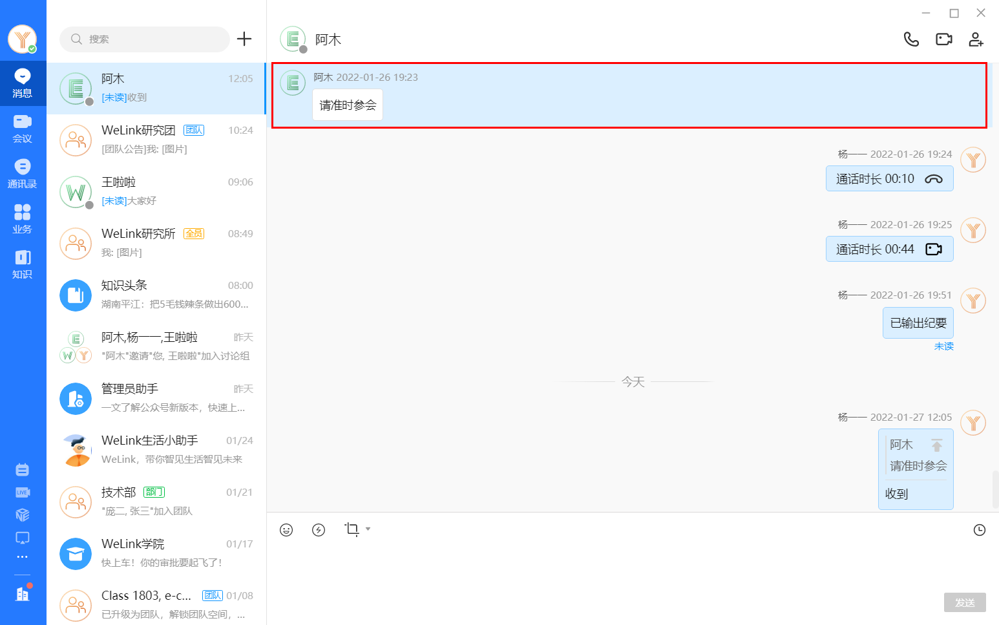 消息
会议
通讯录
业务
知识
LIVE
搜索
阿木 12:05
[未读]收到
WeLink研究团 团队 10:24
[团队公告]我: [图片]
王啦啦 09:06
[未读]大家好
WeLink研究所 全员 08:49
我: [图片]
知识头条 08:00
湖南平江：把5毛钱辣条做出600...
阿木,杨一一,王啦啦 昨天
"阿木"邀请"您, 王啦啦"加入讨论组
管理员助手 昨天
一文了解公众号新版本，快速上...
WeLink生活小助手 01/24
WeLink，带你智见生活智见未来
技术部 部门 01/21
"庞二, 张三"加入团队
WeLink学院 01/17
快上车！你的审批要起飞了！
Class 1803, e-c... 团队 01/08
已升级为团队，解锁团队空间，...
阿木
阿木 2022-01-26 19:23
请准时参会
杨一一 2022-01-26 19:24
通话时长 00:10
杨一一 2022-01-26 19:25
通话时长 00:44
杨一一 2022-01-26 19:51
已输出纪要
未读
今天
杨一一 2022-01-27 12:05
阿木
请准时参会
收到
发送